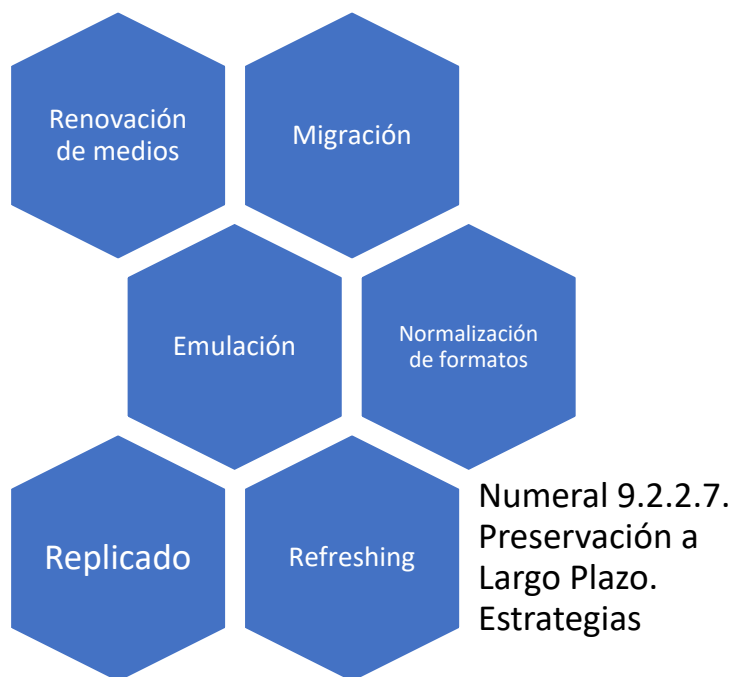 Renovación
de medios
Migración
Emulación
Normalización
de formatos
Replicado
Refreshing
Numeral 9.2.2.7.
Preservación a
Largo Plazo.
Estrategias